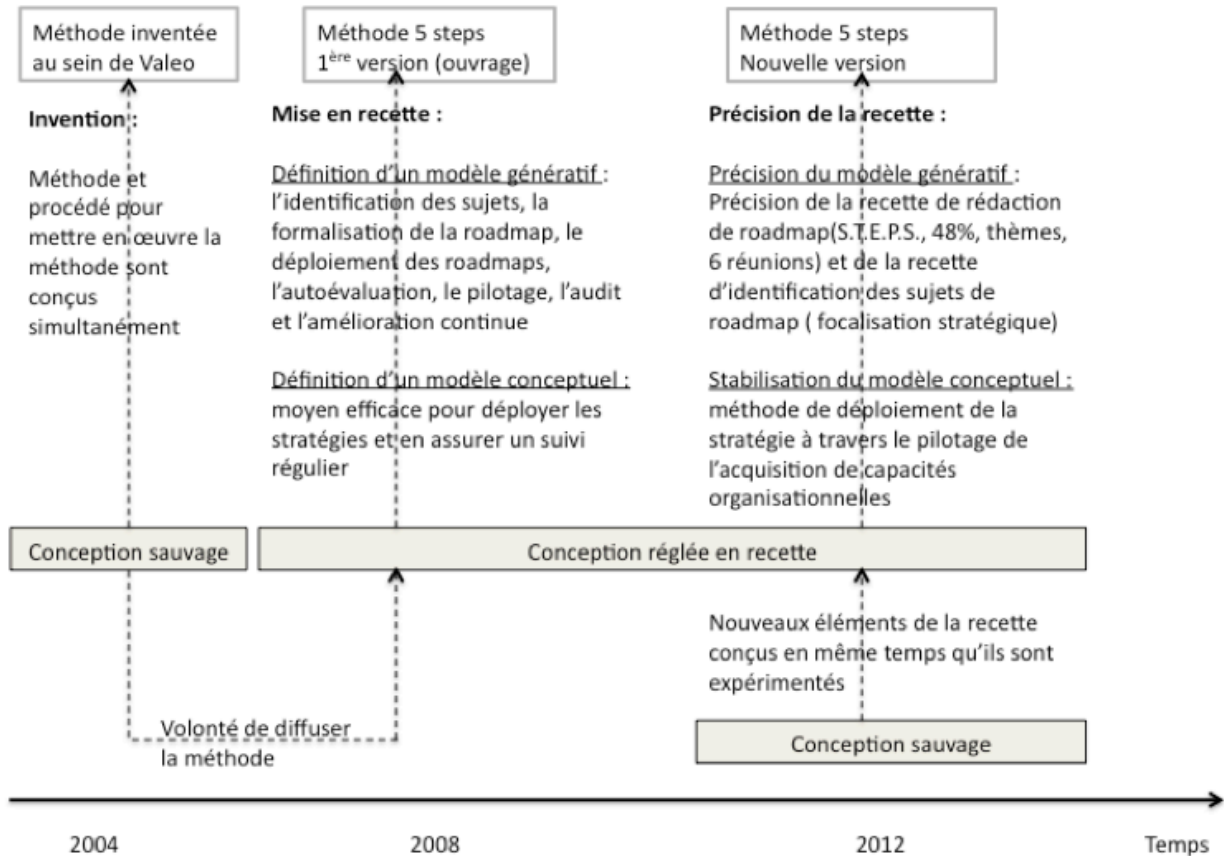 Méthode inventée
au sein de Valeo
Méthode 5 steps
1ère version (ouvrage)
Méthode 5 steps
Nouvelle version
Invention :
Méthode et
procédé pour
mettre en œuvre la
méthode sont
conçus
simultanément
Mise en recette :
Définition d'un modèle génératif :
l'identification des sujets, la
formalisation de la roadmap, le
déploiement des roadmaps,
l'autoévaluation, le pilotage, l'audit
et l'amélioration continue
Définition d'un modèle conceptuel :
moyen efficace pour déployer les
stratégies et en assurer un suivi
régulier
Précision de la recette :
Précision du modèle génératif :
Précision de la recette de rédaction
de roadmap(S.T.E.P.S., 48%, thèmes,
6 réunions) et de la recette
d'identification des sujets de
roadmap ( focalisation stratégique)
Stabilisation du modèle conceptuel :
méthode de déploiement de la
stratégie à travers le pilotage de
l'acquisition de capacités
organisationnelles
Conception sauvage
Conception réglée en recette
Nouveaux éléments de la recette
conçus en même temps qu'ils sont
expérimentés
Volonté de diffuser
la méthode
Conception sauvage
2004
2008
2012
Temps